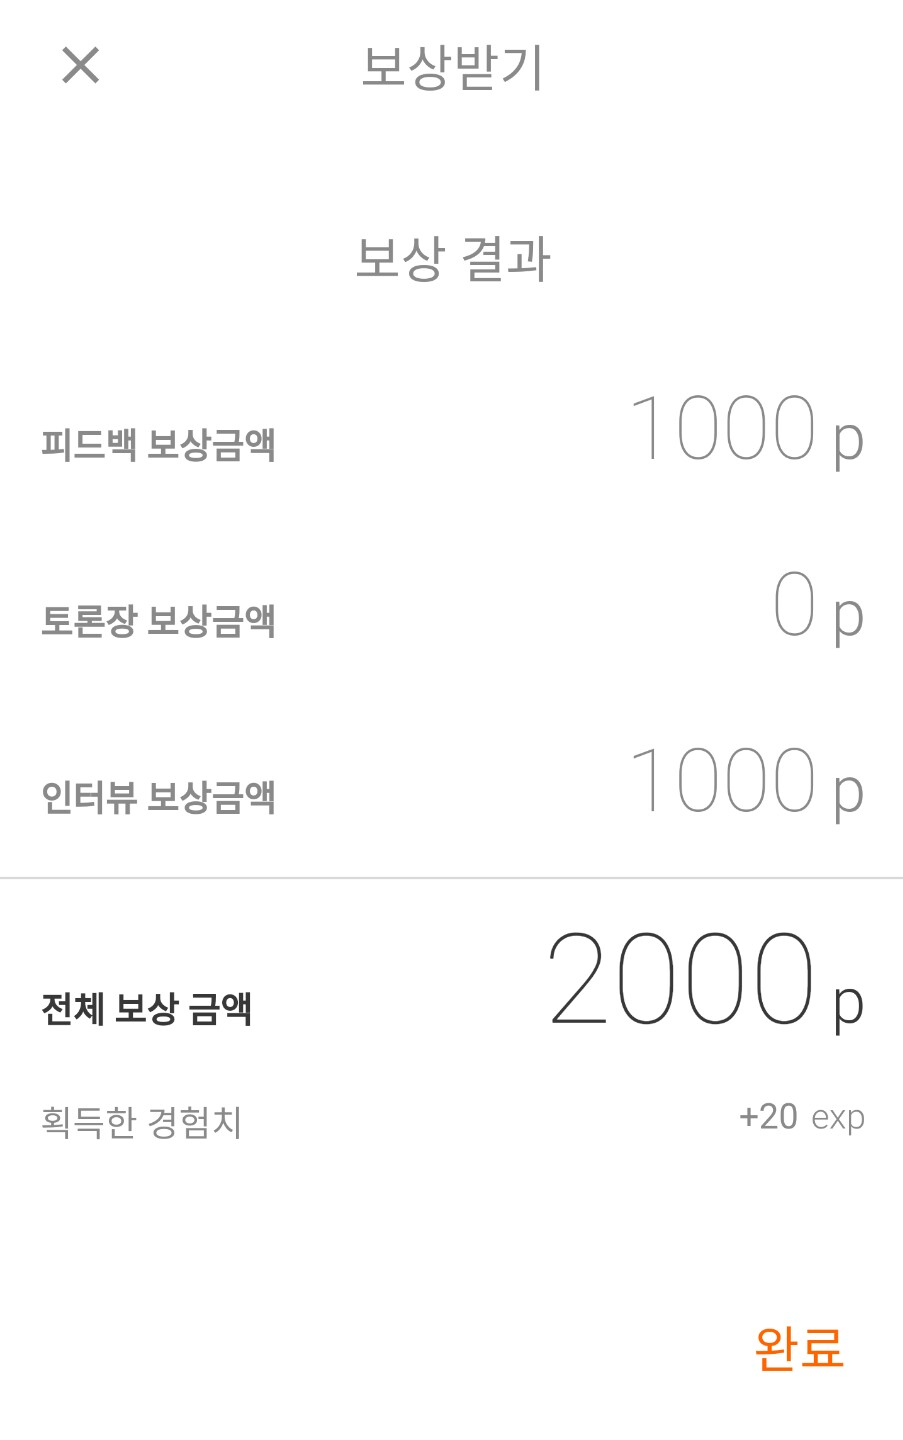 보상받기
보상 결과
피드백 보상금액 1000 p
토론장 보상금액 0 p
인터뷰 보상금액 1000 p
전체 보상 금액 2000 p
획득한 경험치 +20 exp
완료